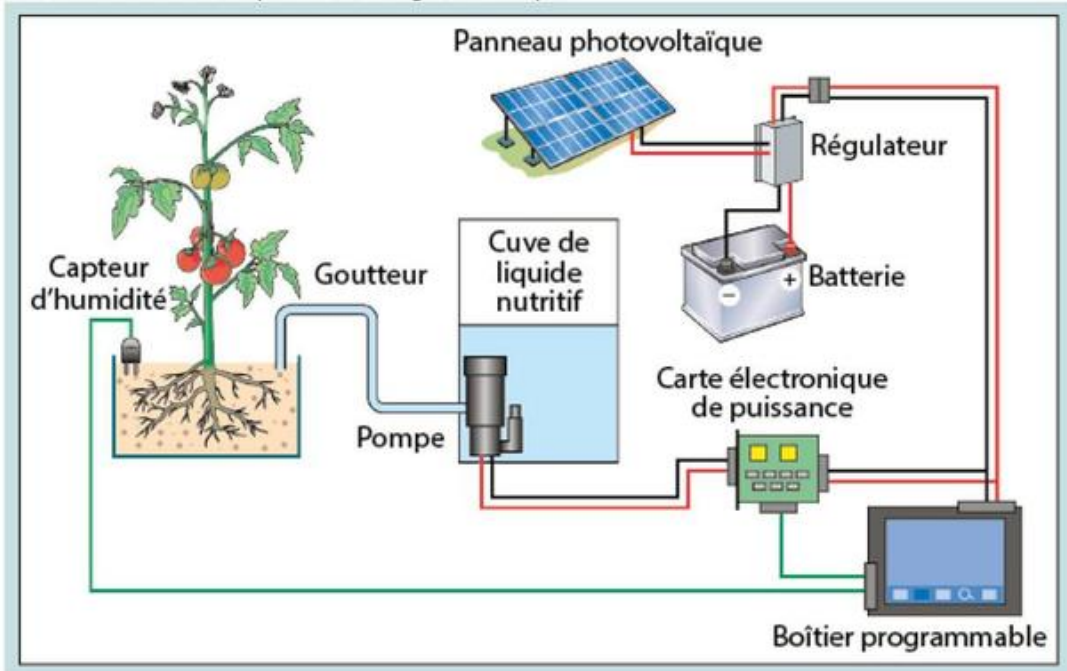 Panneau photovoltaïque
Régulateur
Capteur
d'humidité
Goutteur
Cuve de
liquide
nutritif
Batterie
− +
Carte électronique
de puissance
Pompe
Boîtier programmable